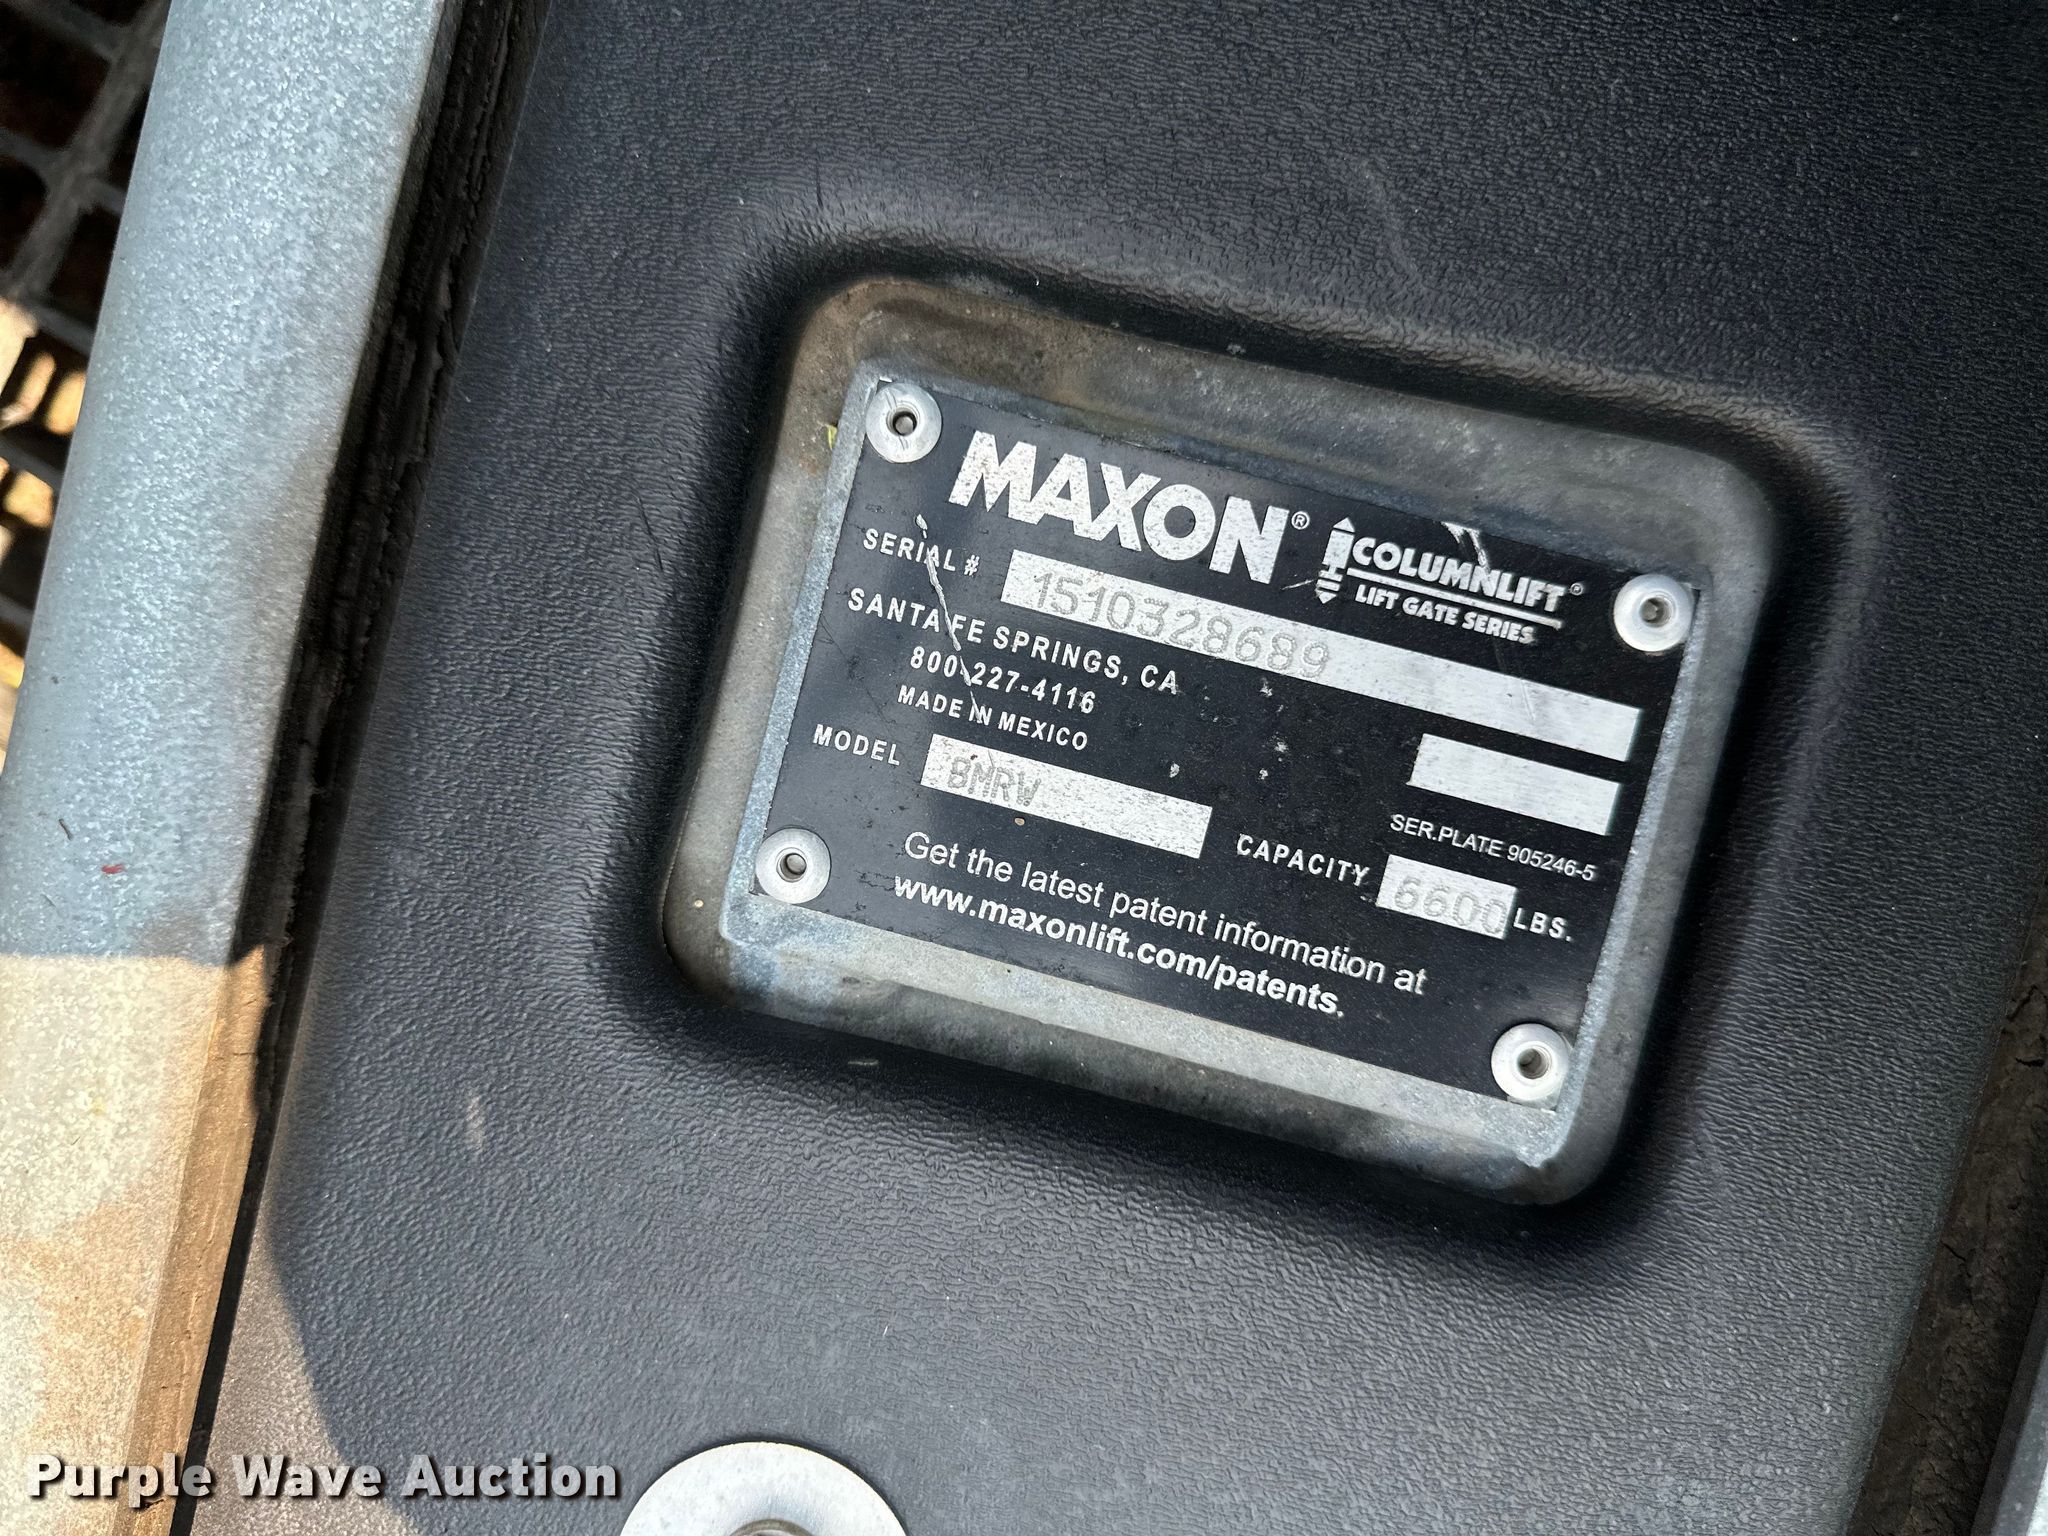 MAXON®
COLUMNLIFT®
LIFT GATE SERIES
SERIAL # 1510328689
SANTA FE SPRINGS, CA
800-227-4116
MADE IN MEXICO
MODEL BMRW
SER.PLATE 905246-5
CAPACITY 6600 LBS.
Get the latest patent information at
www.maxonlift.com/patents.
Purple Wave Auction